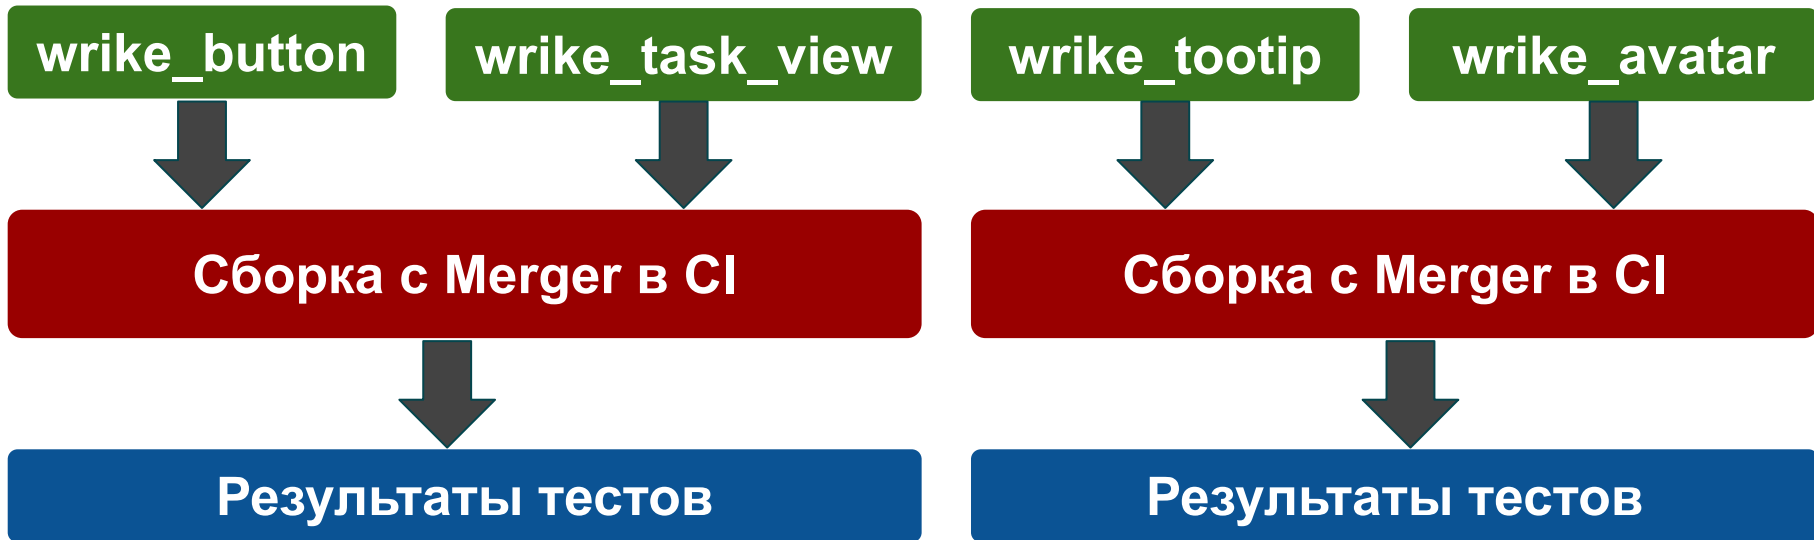 wrike_button
wrike_task_view
wrike_tootip
wrike_avatar
Сборка с Merger в CI
Сборка с Merger в CI
Результаты тестов
Результаты тестов